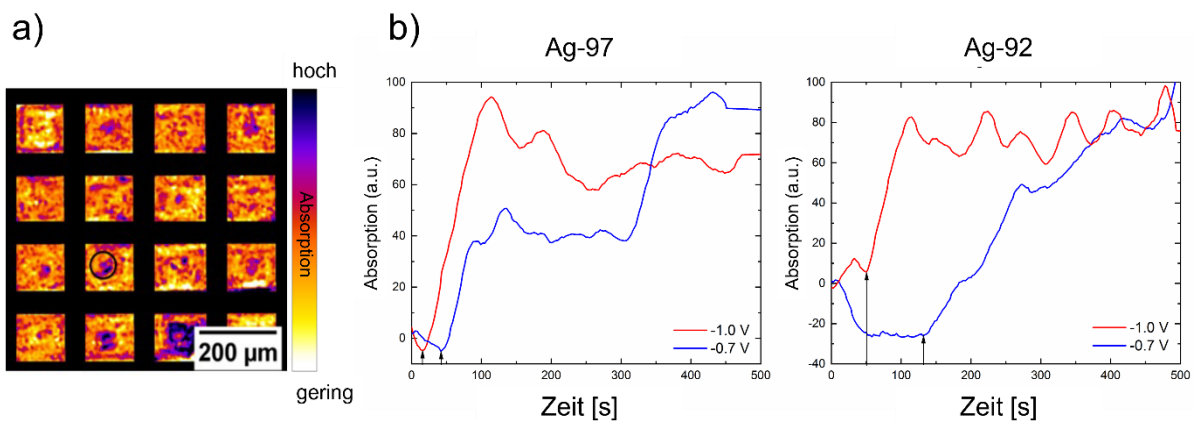 a)
hoch
Absorption
gering
200 µm
b)
Ag-97
Absorption (a.u.)
100
80
60
40
20
0
0
100
200
300
400
500
-1.0 V
-0.7 V
Zeit [s]
Ag-92
Absorption (a.u.)
100
80
60
40
20
0
-20
-40
0
100
200
300
400
500
-1.0 V
-0.7 V
Zeit [s]